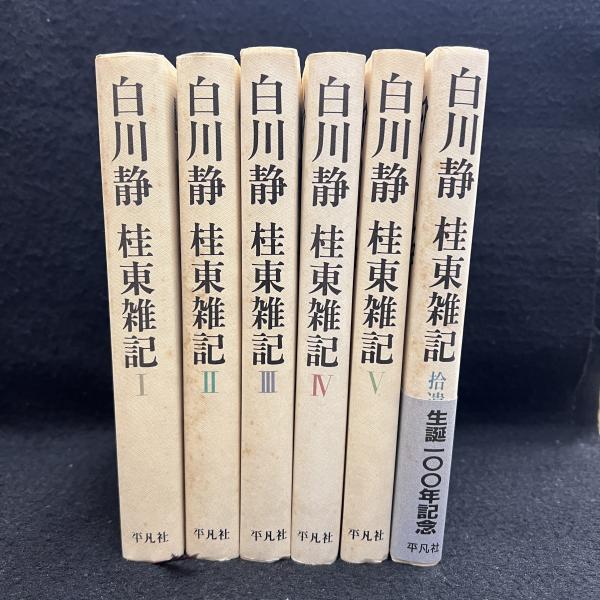 白川静 桂東雑記 I
平凡社
白川静 桂東雑記 II
平凡社
白川静 桂東雑記 III
平凡社
白川静 桂東雑記 IV
平凡社
白川静 桂東雑記 V
平凡社
白川静 桂東雑記 拾遺
生誕一〇〇年記念
平凡社